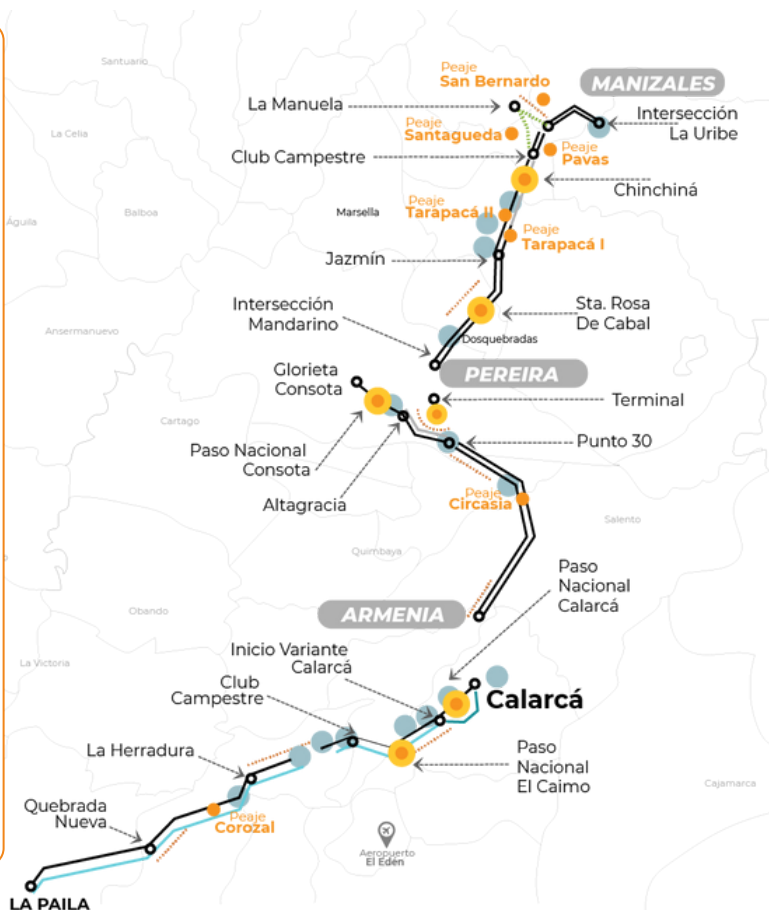 Santuario
Peaje
San Bernardo
MANIZALES
La Manuela
Intersección
La Uribe
La Celia
Peaje
Santagueda
Club Campestre
Peaje
Pavas
Chinchiná
Águila
Balboa
Marsella
Peaje
Tarapacá II
Peaje
Tarapacá I
Jazmín
Intersección
Mandarino
Sta. Rosa
De Cabal
Ansermanuevo
Dosquebradas
Glorieta
Consota
PEREIRA
Terminal
Cartago
Paso Nacional
Consota
Punto 30
Altagracia
Peaje
Circasia
Salento
Quimbaya
Paso
Nacional
Calarcá
Obando
ARMENIA
La Victoria
Inicio Variante
Calarcá
Club
Campestre
Calarcá
La Herradura
Paso
Nacional
El Caimo
Cajamarca
Quebrada
Nueva
Peaje
Corozal
Aeropuerto
El Edén
LA PAILA